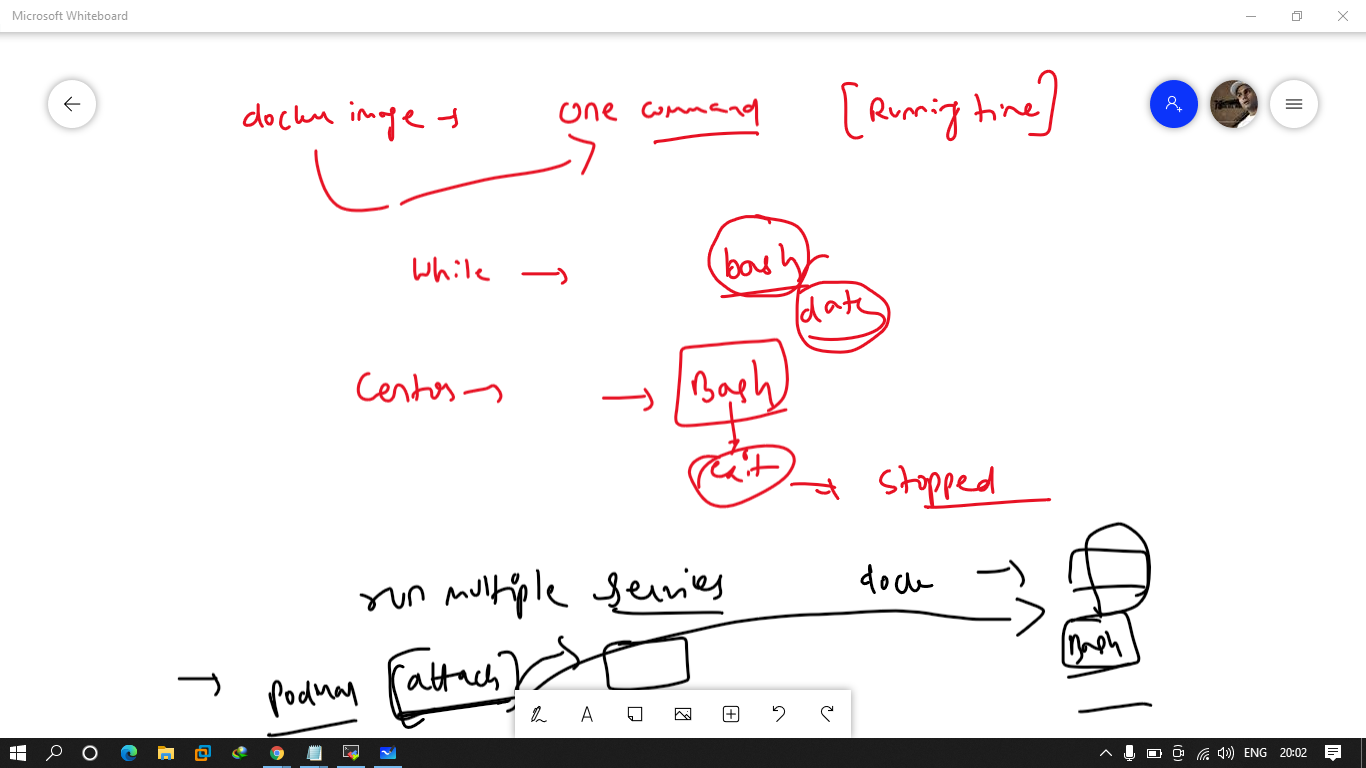 Microsoft Whiteboard
docker image → one command [Running time]
While → bash
date
Centos → → Bash
exit → stopped
run multiple services dock →
Bash
→ podman [attach]
ENG 20:02